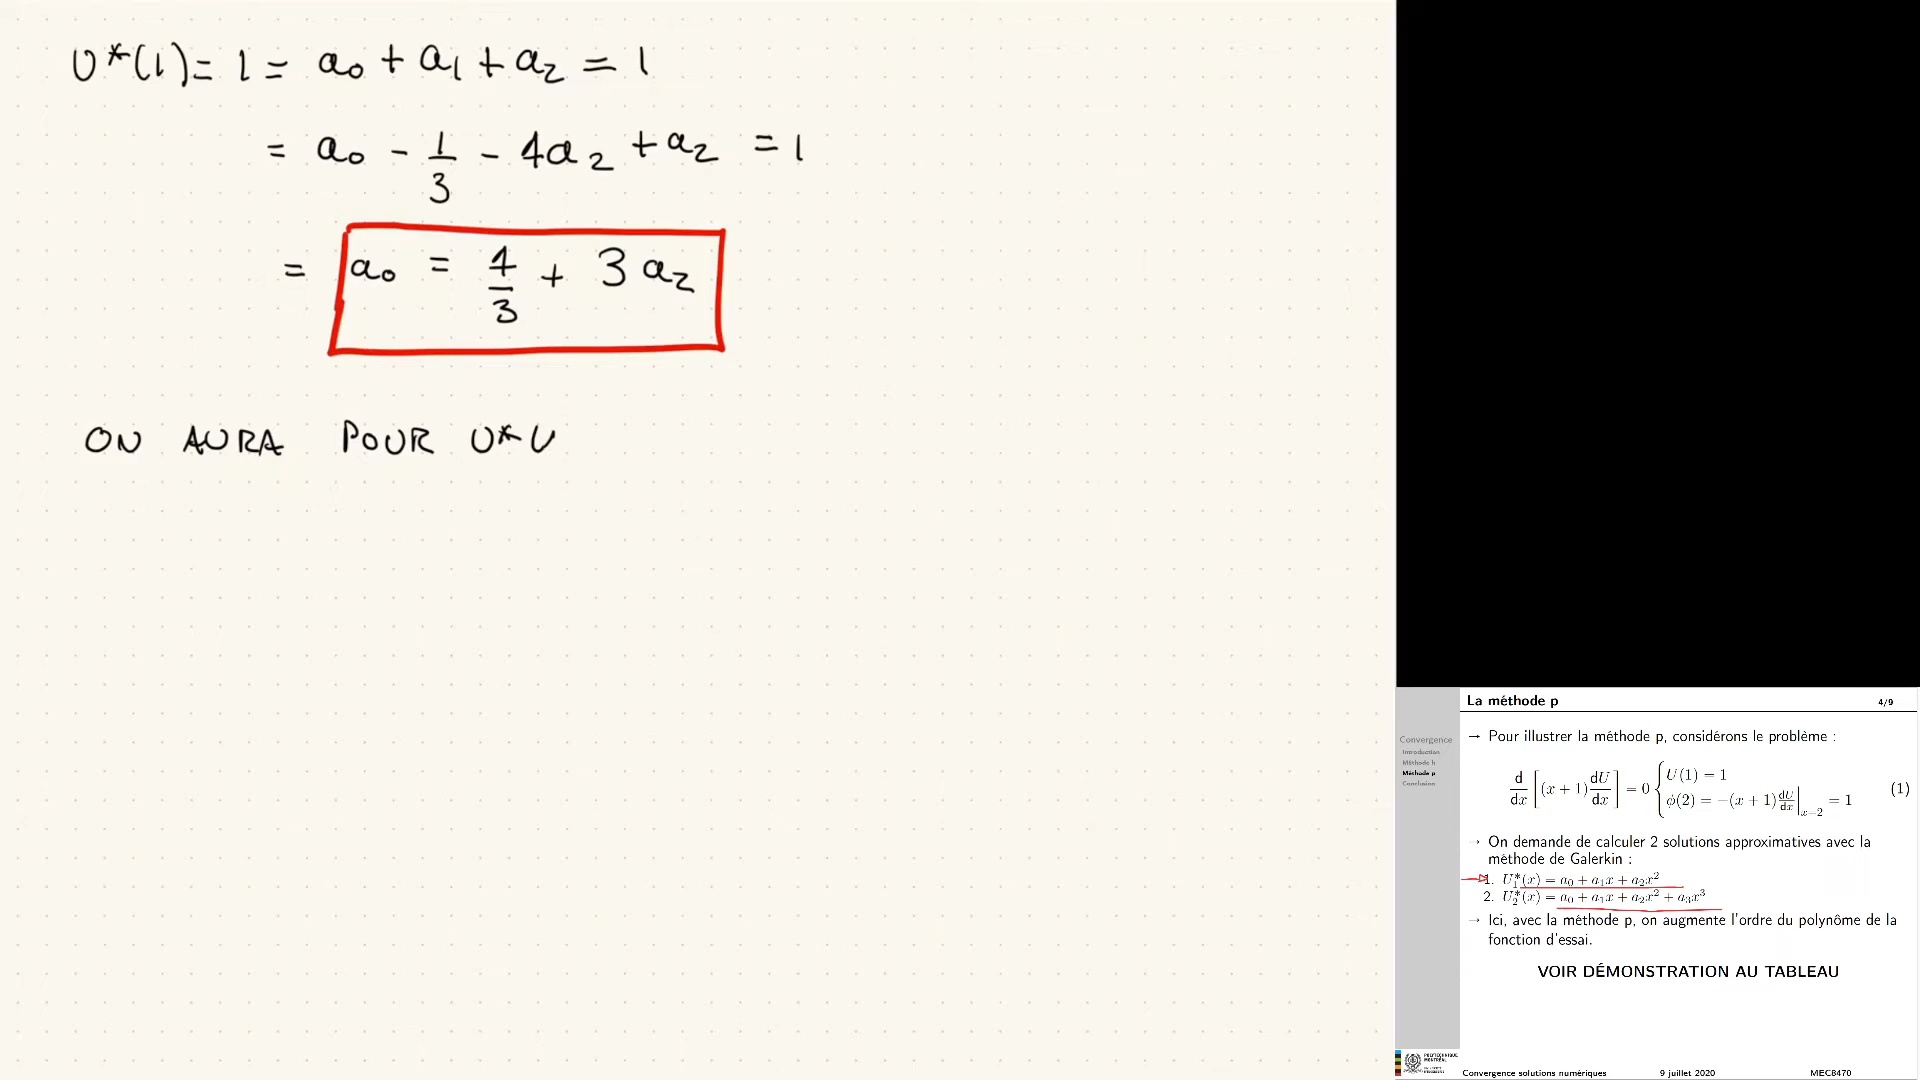 U*(1) = 1 = a₀ + a₁ + a₂ = 1
= a₀ - 1/3 - 4a₂ + a₂ = 1
= a₀ = 4/3 + 3a₂
ON AURA POUR U*U
La méthode p 4/9
Convergence
Introduction
Méthode h
Méthode p
Conclusion
→ Pour illustrer la méthode p, considérons le problème :
d/dx [(x + 1) dU/dx] = 0 { U(1) = 1
ϕ(2) = −(x + 1) dU/dx |ₓ₌₂ = 1 (1)
→ On demande de calculer 2 solutions approximatives avec la
méthode de Galerkin :
1. U₁*(x) = a₀ + a₁x + a₂x²
2. U₂*(x) = a₀ + a₁x + a₂x² + a₃x³
→ Ici, avec la méthode p, on augmente l'ordre du polynôme de la
fonction d'essai.
VOIR DÉMONSTRATION AU TABLEAU
POLYTECHNIQUE
MONTRÉAL
Convergence solutions numériques 9 juillet 2020 MEC8470